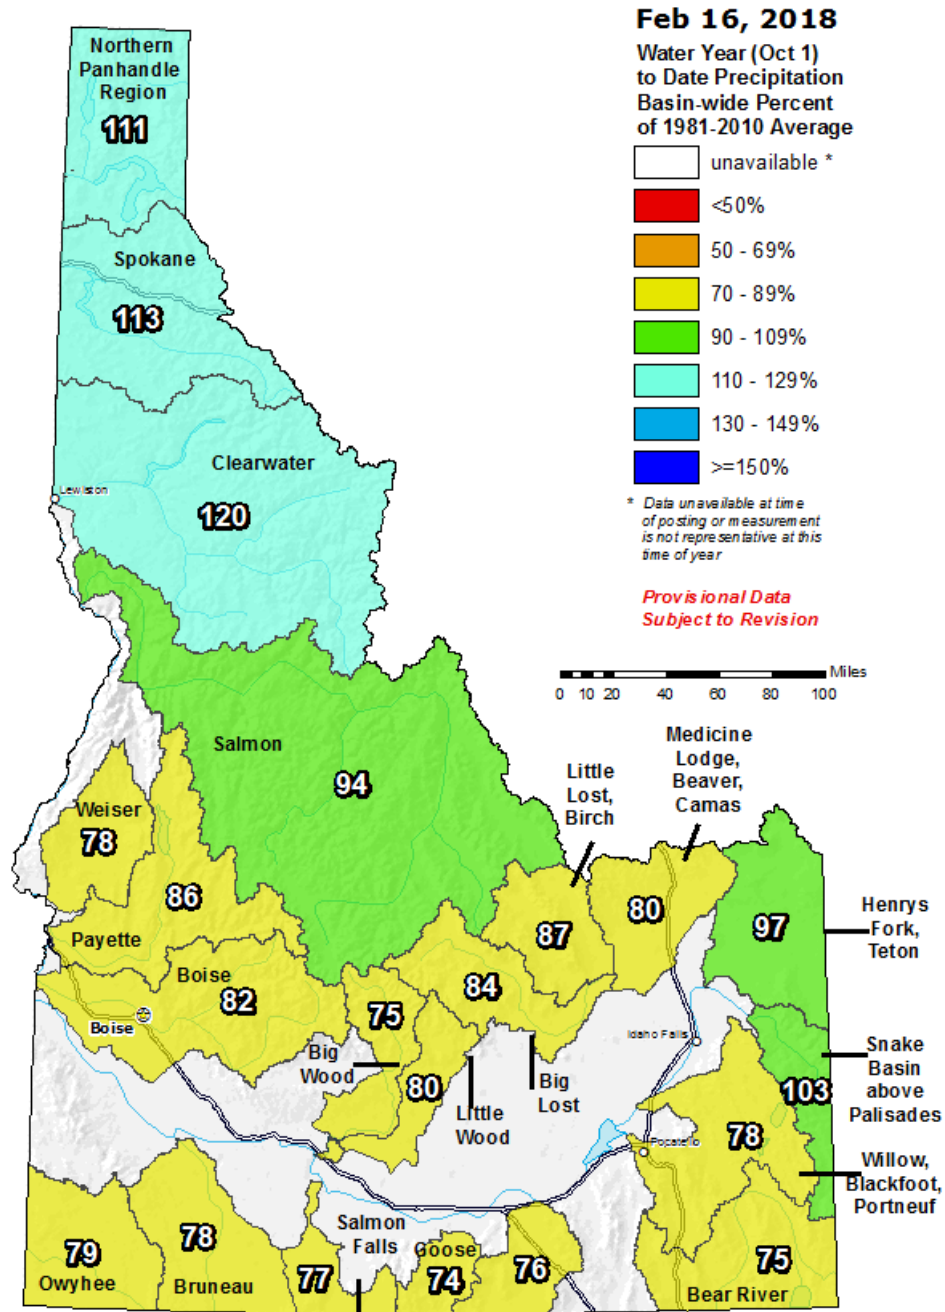 Feb 16, 2018
Water Year (Oct 1)
to Date Precipitation
Basin-wide Percent
of 1981-2010 Average
unavailable *
<50%
50 - 69%
70 - 89%
90 - 109%
110 - 129%
130 - 149%
>=150%
* Data unavailable at time
of posting or measurement
is not representative at this
time of year
Provisional Data
Subject to Revision
Miles
0 10 20 40 60 80 100
Northern
Panhandle
Region
111
Spokane
113
Clearwater
120
Lewiston
Salmon
94
Weiser
78
86
Payette
Boise
82
Boise
75
Big
Wood
80
Little
Wood
84
Big
Lost
Little
Lost,
Birch
87
Medicine
Lodge,
Beaver,
Camas
80
97
Henrys
Fork,
Teton
Idaho Falls
Snake
Basin
above
Palisades
103
Pocatello
78
Willow,
Blackfoot,
Portneuf
79
Owyhee
78
Bruneau
Salmon
Falls
77
Goose
74
76
75
Bear River